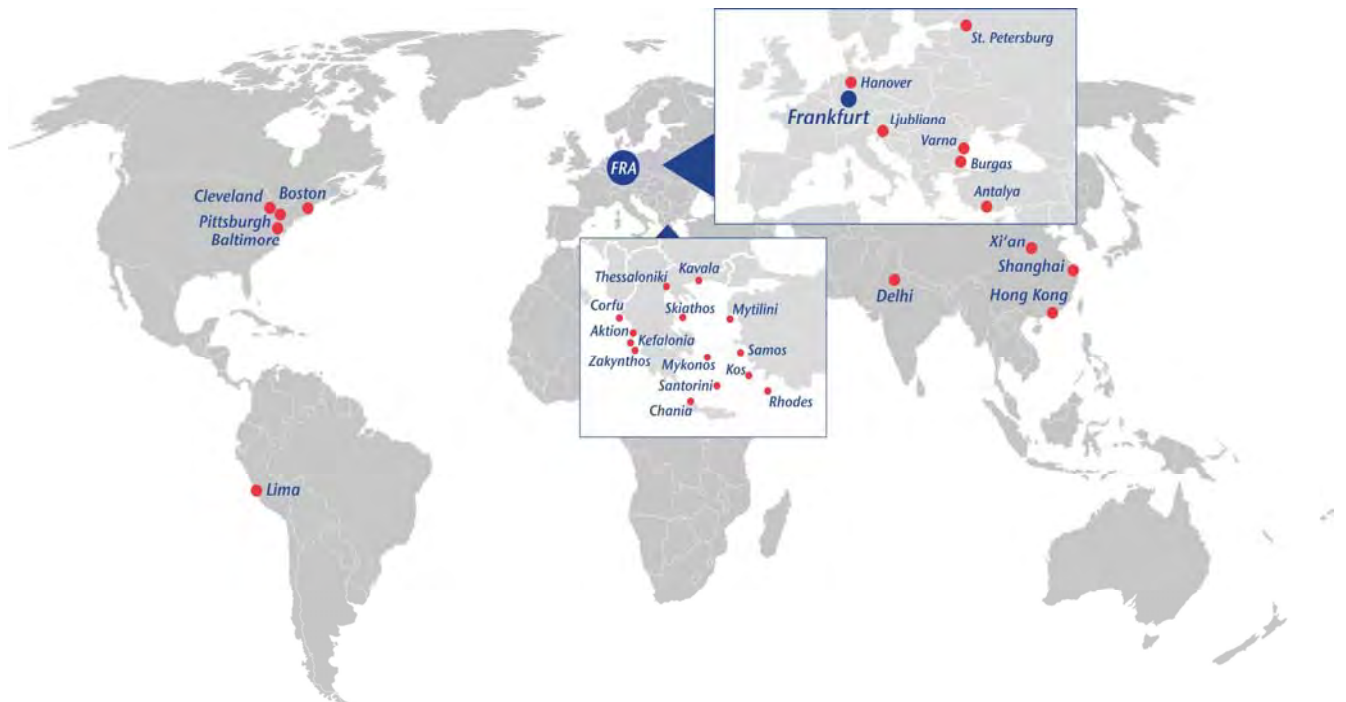 St. Petersburg
Hanover
Frankfurt
Ljubliana
Varna
Burgas
Antalya
FRA
Cleveland
Boston
Pittsburgh
Baltimore
Xi'an
Shanghai
Delhi
Hong Kong
Thessaloniki
Kavala
Corfu
Skiathos
Mytilini
Aktion
Kefalonia
Zakynthos
Mykonos
Samos
Kos
Santorini
Rhodes
Chania
Lima